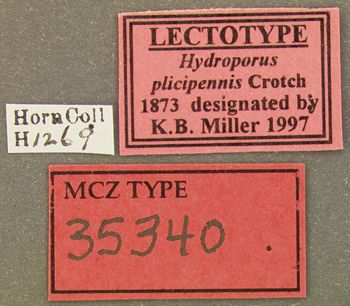 LECTOTYPE
Hydroporus
plicipennis Crotch
1873 designated by
K.B. Miller 1997
Horn Coll
H1269
MCZ TYPE
35340